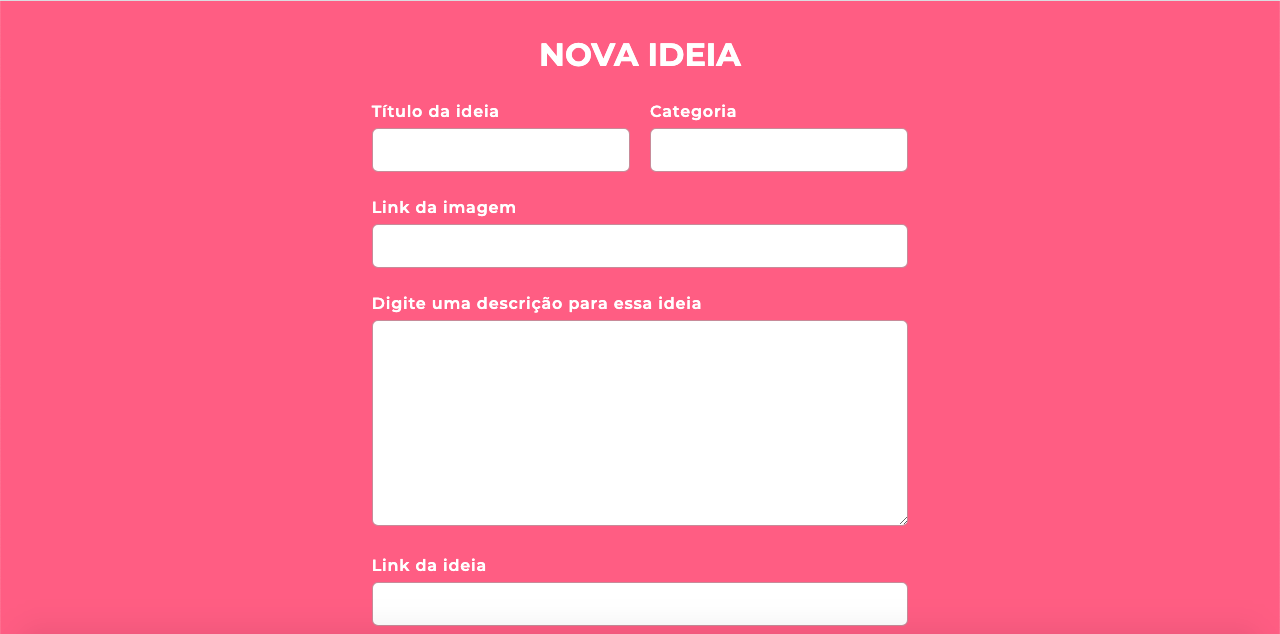 NOVA IDEIA
Título da ideia
Categoria
Link da imagem
Digite uma descrição para essa ideia
Link da ideia